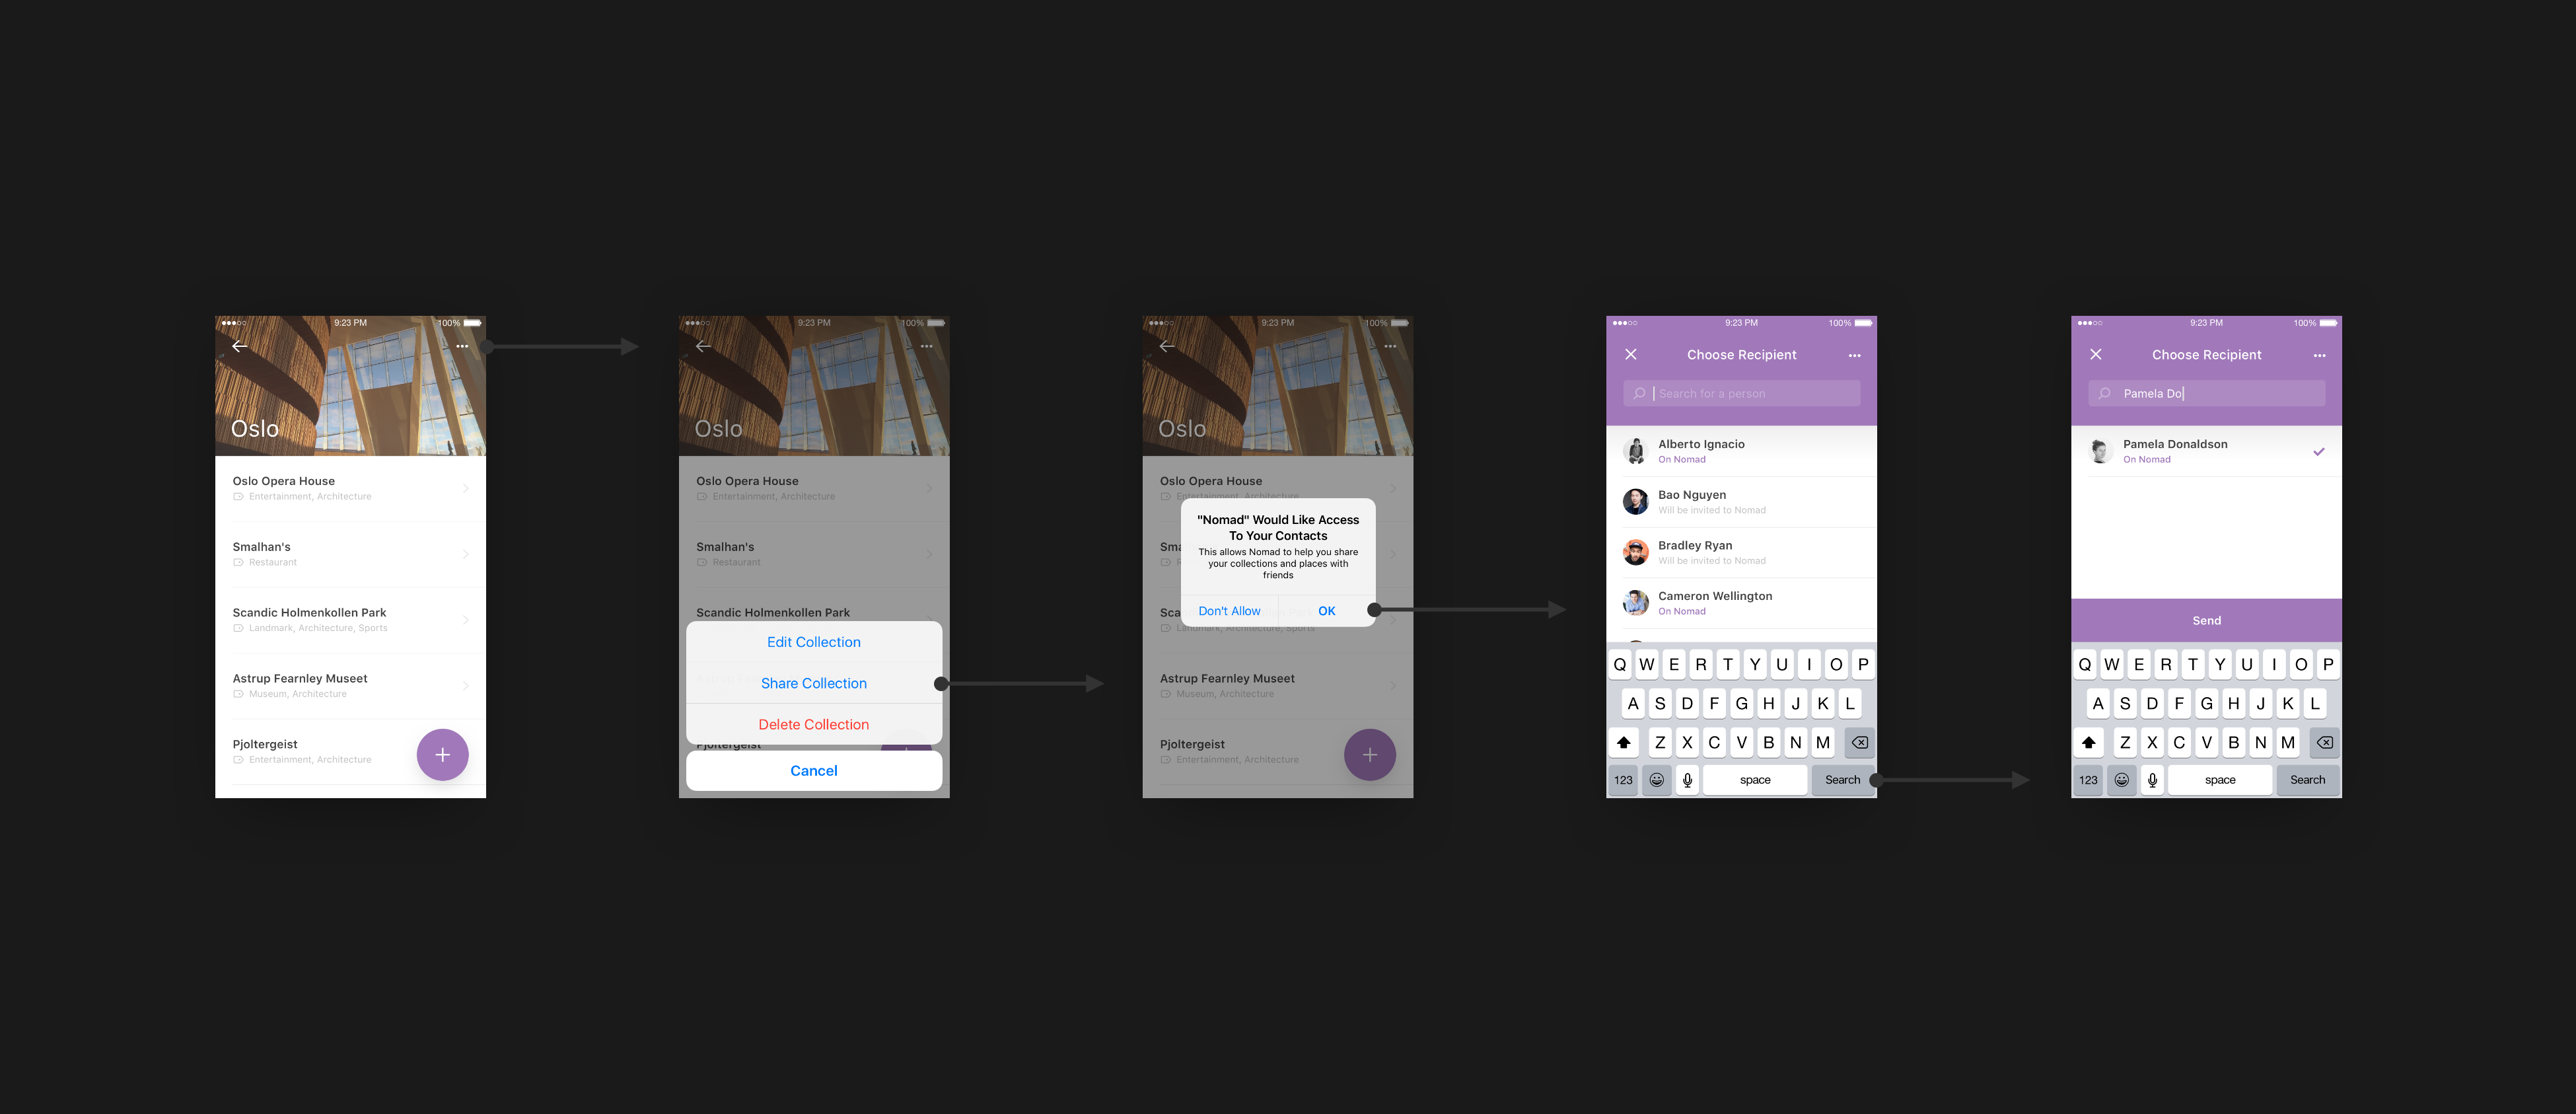 9:23 PM
100%
Oslo
Oslo Opera House
Entertainment, Architecture
Smalhan's
Restaurant
Scandic Holmenkollen Park
Landmark, Architecture, Sports
Astrup Fearnley Museet
Museum, Architecture
Pjoltergeist
Entertainment, Architecture
9:23 PM
100%
Oslo
Oslo Opera House
Entertainment, Architecture
Smalhan's
Restaurant
Scandic Holmenkollen Park
Edit Collection
Share Collection
Delete Collection
Pjoltergeist
Cancel
9:23 PM
100%
Oslo
Oslo Opera House
Entertainment, Architecture
"Nomad" Would Like Access
To Your Contacts
This allows Nomad to help you share
your collections and places with
friends
Don't Allow
OK
Landmark, Architecture, Sports
Astrup Fearnley Museet
Museum, Architecture
Pjoltergeist
Entertainment, Architecture
9:23 PM
100%
Choose Recipient
Search for a person
Alberto Ignacio
On Nomad
Bao Nguyen
Will be invited to Nomad
Bradley Ryan
Will be invited to Nomad
Cameron Wellington
On Nomad
Q W E R T Y U I O P
A S D F G H J K L
Z X C V B N M
123 space Search
9:23 PM
100%
Choose Recipient
Pamela Do
Pamela Donaldson
On Nomad
Send
Q W E R T Y U I O P
A S D F G H J K L
Z X C V B N M
123 space Search